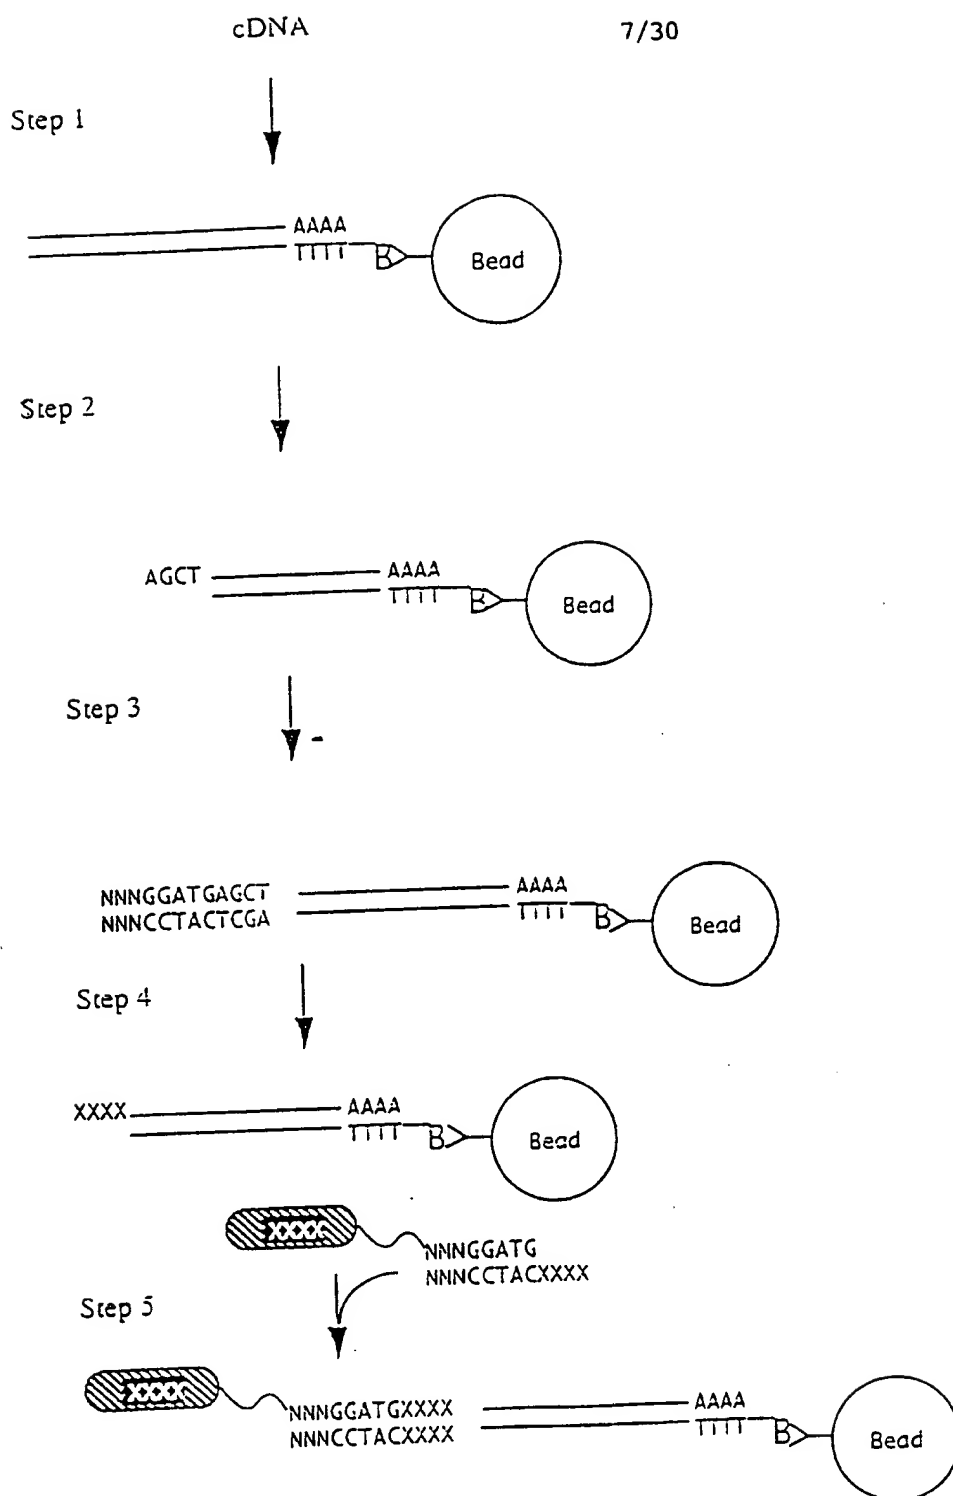 cDNA 7/30
Step 1
AAAA
TTTT B Bead
Step 2
AGCT AAAA
TTTT B Bead
Step 3
NNNGGATGAGCT AAAA
NNNCCTACTCGA TTTT B Bead
Step 4
XXXX AAAA
TTTT B Bead
XXXX
NNNGGATG
NNNCCTACXXXX
Step 5
XXXX
NNNGGATGXXXX AAAA
NNNCCTACXXXX TTTT B Bead